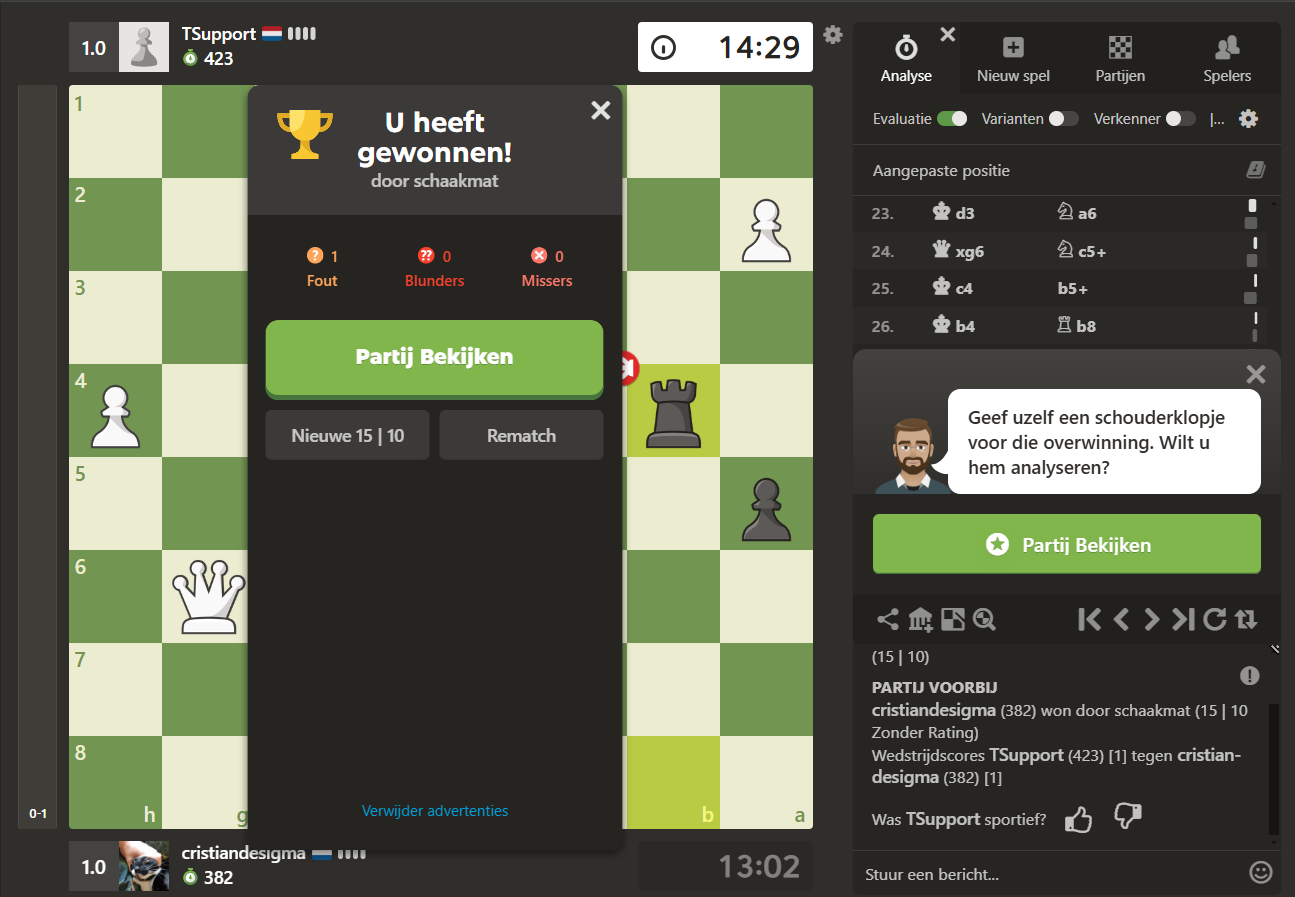 1.0
TSupport
423
14:29
1
2
3
4
5
6
7
8
h
g
b
a
0-1
U heeft
gewonnen!
door schaakmat
?? 0
? 1
0
Fout
Blunders
Missers
Partij Bekijken
Nieuwe 15 | 10
Rematch
Verwijder advertenties
1.0
cristiandesigma
382
13:02
Analyse
Nieuw spel
Partijen
Spelers
Evaluatie
Varianten
Verkenner
|...
Aangepaste positie
23. d3 a6
24. xg6 c5+
25. c4 b5+
26. b4 b8
Geef uzelf een schouderklopje
voor die overwinning. Wilt u
hem analyseren?
Partij Bekijken
(15 | 10)
PARTIJ VOORBIJ
cristiandesigma (382) won door schaakmat (15 | 10
Zonder Rating)
Wedstrijdscores TSupport (423) [1] tegen cristian-
desigma (382) [1]
Was TSupport sportief?
Stuur een bericht...